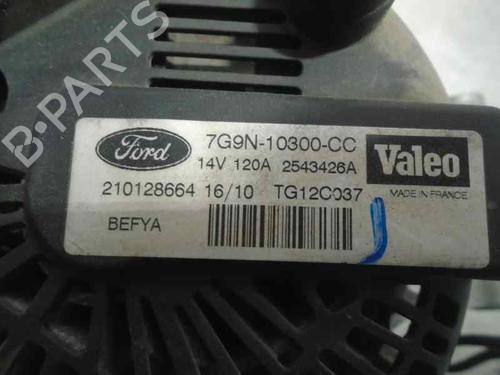 Ford
7G9N-10300-CC
14V 120A 2543426A
Valeo
MADE IN FRANCE
210128664 16/10 TG12C037
BEFYA
B-PARTS